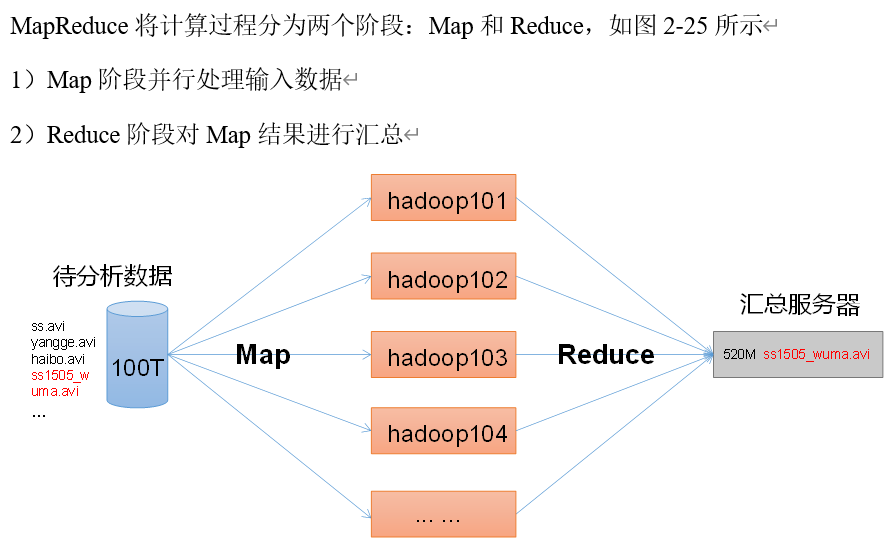 MapReduce 将计算过程分为两个阶段：Map 和 Reduce，如图 2-25 所示
1）Map 阶段并行处理输入数据
2）Reduce 阶段对 Map 结果进行汇总
待分析数据
ss.avi
yangge.avi
haibo.avi
ss1505_w
uma.avi
...
100T
Map
hadoop101
hadoop102
hadoop103
hadoop104
... ...
Reduce
汇总服务器
520M ss1505_wuma.avi